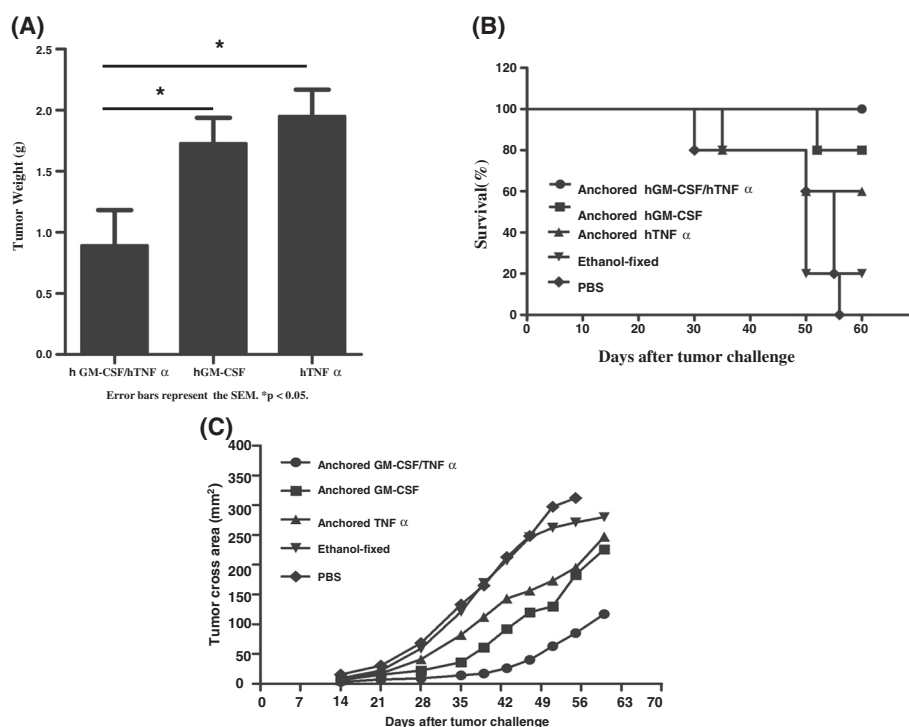 (A)
*
*
2.5
2.0
1.5
1.0
0.5
0.0
Tumor Weight (g)
h GM-CSF/hTNF α hGM-CSF hTNF α
Error bars represent the SEM. *p < 0.05.
(B)
120
100
80
60
40
20
0
Survival(%)
Anchored hGM-CSF/hTNF α
Anchored hGM-CSF
Anchored hTNF α
Ethanol-fixed
PBS
0 10 20 30 40 50 60
Days after tumor challenge
(C)
400
350
300
250
200
150
100
50
0
Tumor cross area (mm²)
Anchored GM-CSF/TNF α
Anchored GM-CSF
Anchored TNF α
Ethanol-fixed
PBS
0 7 14 21 28 35 42 49 56 63 70
Days after tumor challenge